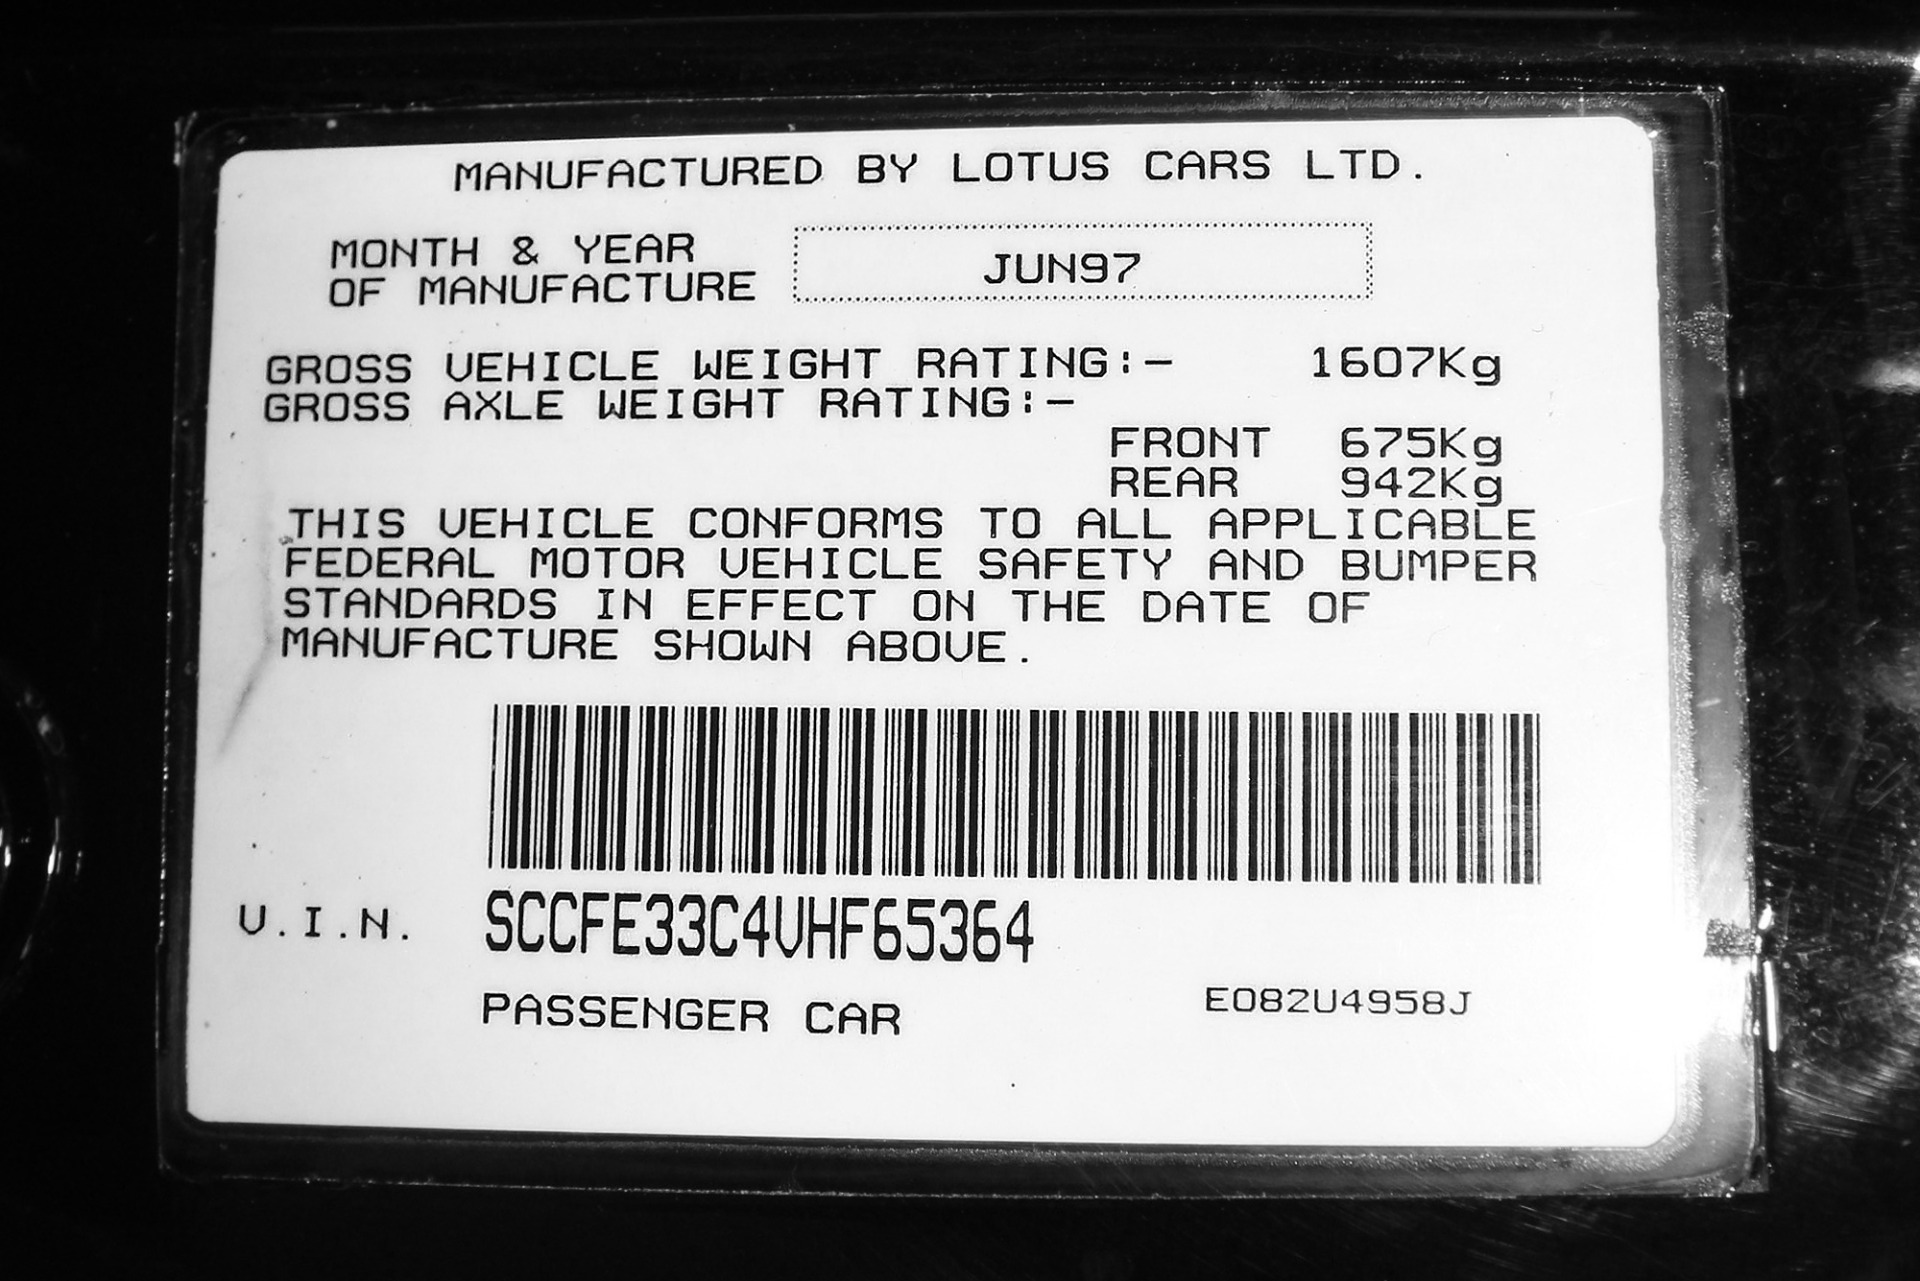 MANUFACTURED BY LOTUS CARS LTD.
MONTH & YEAR
OF MANUFACTURE
JUN97
GROSS VEHICLE WEIGHT RATING:- 1607Kg
GROSS AXLE WEIGHT RATING:-
FRONT 675Kg
REAR 942Kg
THIS VEHICLE CONFORMS TO ALL APPLICABLE
FEDERAL MOTOR VEHICLE SAFETY AND BUMPER
STANDARDS IN EFFECT ON THE DATE OF
MANUFACTURE SHOWN ABOVE.
V.I.N. SCCFE33C4VHF65364
PASSENGER CAR E082U4958J